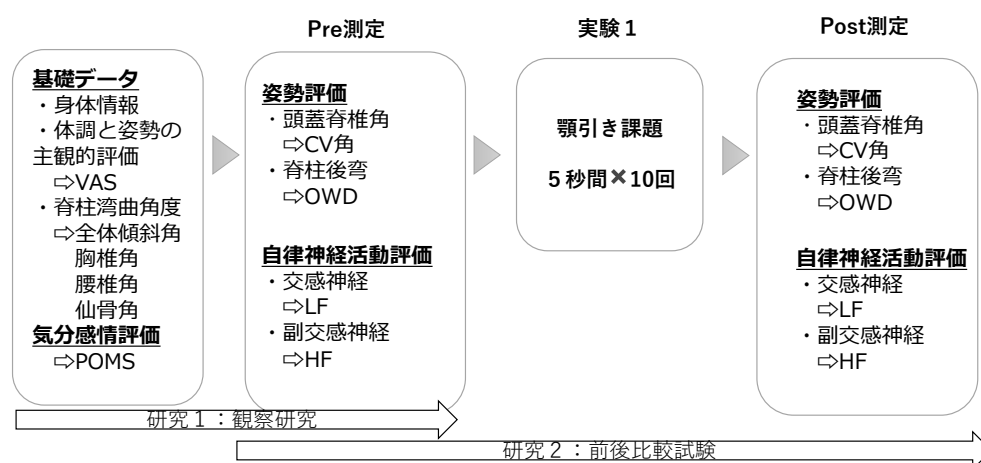 Pre測定
実験１
Post測定
基礎データ
・身体情報
・体調と姿勢の
主観的評価
⇨VAS
・脊柱湾曲角度
⇨全体傾斜角
胸椎角
腰椎角
仙骨角
気分感情評価
⇨POMS
姿勢評価
・頭蓋脊椎角
⇨CV角
・脊柱後弯
⇨OWD
自律神経活動評価
・交感神経
⇨LF
・副交感神経
⇨HF
顎引き課題
５秒間✖10回
姿勢評価
・頭蓋脊椎角
⇨CV角
・脊柱後弯
⇨OWD
自律神経活動評価
・交感神経
⇨LF
・副交感神経
⇨HF
研究１：観察研究
研究２：前後比較試験